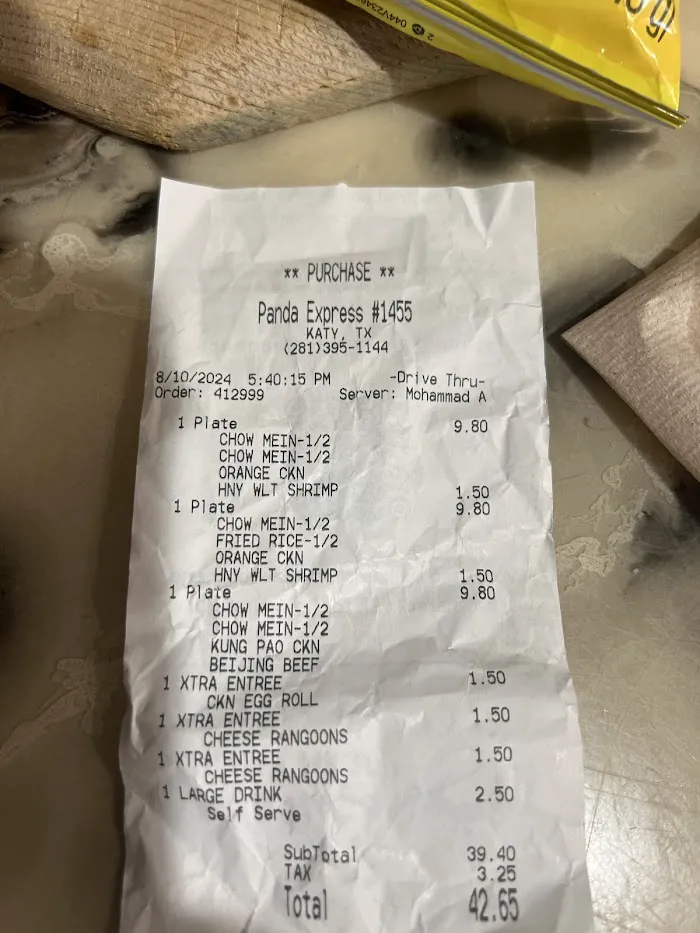 2 044V2346
15 O
** PURCHASE **
Panda Express #1455
KATY, TX
(281)395-1144
8/10/2024 5:40:15 PM -Drive Thru-
Order: 412999 Server: Mohammad A
1 Plate 9.80
CHOW MEIN-1/2
CHOW MEIN-1/2
ORANGE CKN
HNY WLT SHRIMP 1.50
1 Plate 9.80
CHOW MEIN-1/2
FRIED RICE-1/2
ORANGE CKN
HNY WLT SHRIMP 1.50
1 Plate 9.80
CHOW MEIN-1/2
CHOW MEIN-1/2
KUNG PAO CKN
BEIJING BEEF
1 XTRA ENTREE 1.50
CKN EGG ROLL
1 XTRA ENTREE 1.50
CHEESE RANGOONS
1 XTRA ENTREE 1.50
CHEESE RANGOONS
1 LARGE DRINK 2.50
Self Serve
SubTotal 39.40
TAX 3.25
Total 42.65